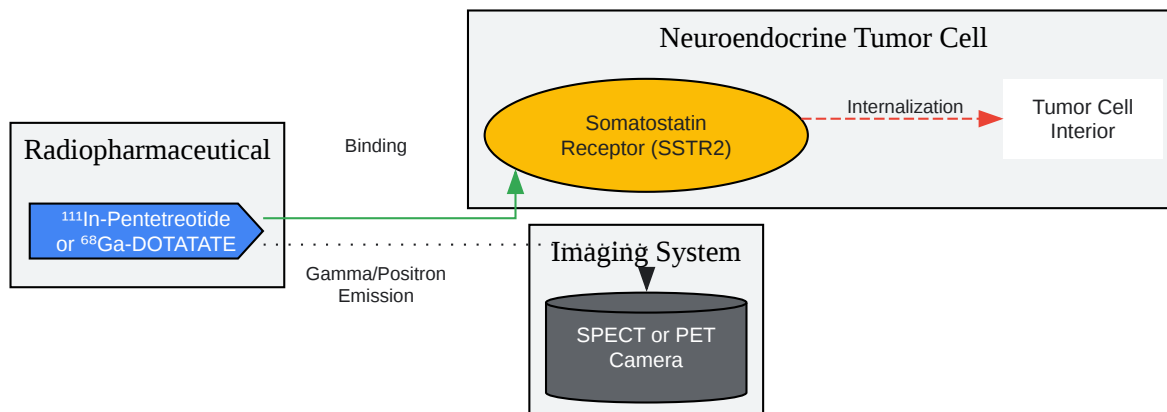 Neuroendocrine Tumor Cell
Somatostatin
Receptor (SSTR2)
Internalization
Tumor Cell
Interior
Radiopharmaceutical
¹¹¹In-Pentetreotide
or ⁶⁸Ga-DOTATATE
Binding
Gamma/Positron
Emission
Imaging System
SPECT or PET
Camera